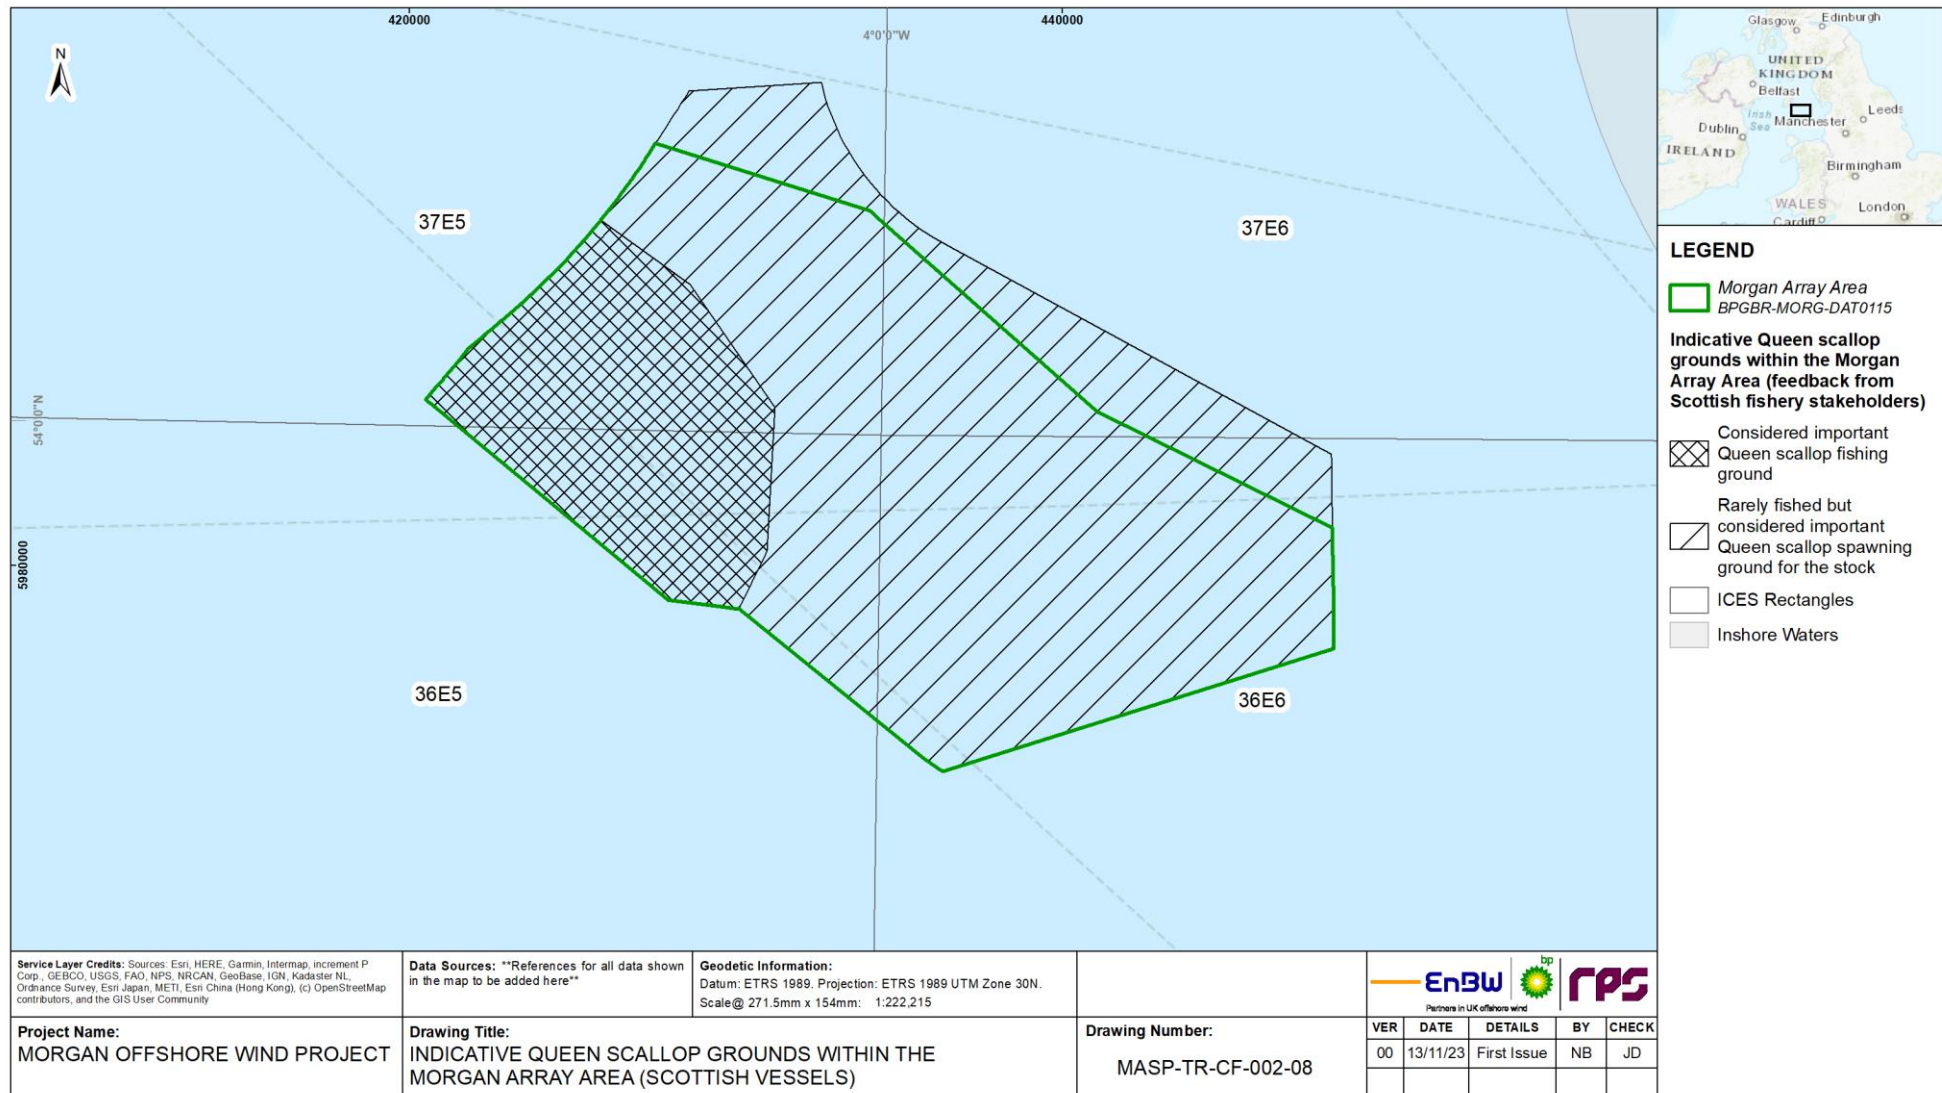 420000
440000
4°0'0"W
N
37E5
37E6
54°0'0"N
5980000
36E5
36E6
Glasgow
Edinburgh
UNITED
KINGDOM
Belfast
Leeds
Irish
Sea
Manchester
Dublin
IRELAND
Birmingham
WALES
London
Cardiff
LEGEND
Morgan Array Area
BPGBR-MORG-DAT0115
Indicative Queen scallop
grounds within the Morgan
Array Area (feedback from
Scottish fishery stakeholders)
Considered important
Queen scallop fishing
ground
Rarely fished but
considered important
Queen scallop spawning
ground for the stock
ICES Rectangles
Inshore Waters
Service Layer Credits: Sources: Esri, HERE, Garmin, Intermap, increment P
Corp., GEBCO, USGS, FAO, NPS, NRCAN, GeoBase, IGN, Kadaster NL,
Ordnance Survey, Esri Japan, METI, Esri China (Hong Kong), (c) OpenStreetMap
contributors, and the GIS User Community
Data Sources: **References for all data shown
in the map to be added here**
Geodetic Information:
Datum: ETRS 1989. Projection: ETRS 1989 UTM Zone 30N.
Scale@ 271.5mm x 154mm: 1:222,215
EnBW
bp
rps
Partners in UK offshore wind
Project Name:
MORGAN OFFSHORE WIND PROJECT
Drawing Title:
INDICATIVE QUEEN SCALLOP GROUNDS WITHIN THE
MORGAN ARRAY AREA (SCOTTISH VESSELS)
Drawing Number:
MASP-TR-CF-002-08
VER DATE DETAILS BY CHECK
00 13/11/23 First Issue NB JD